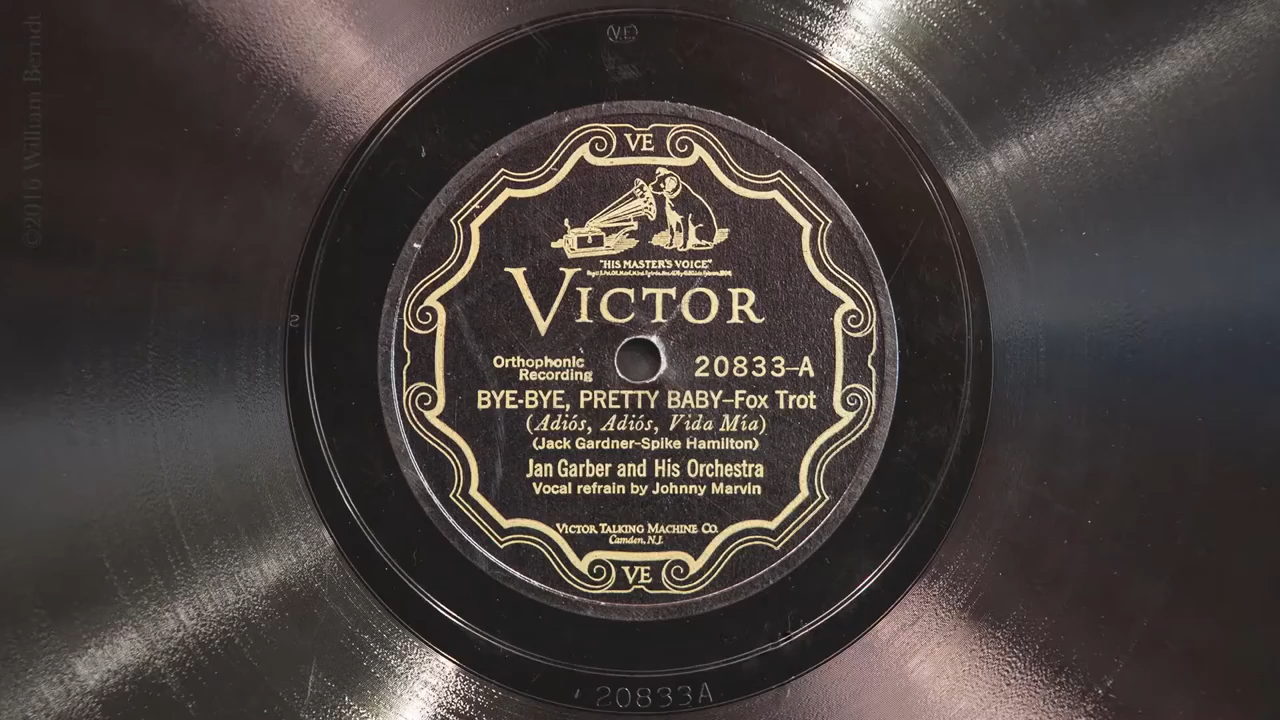 ©2016 William Berndt
VE
VE
"HIS MASTER'S VOICE"
VICTOR
Orthophonic
Recording
20833-A
BYE-BYE, PRETTY BABY-Fox Trot
(Adiós, Adiós, Vida Mía)
(Jack Gardner-Spike Hamilton)
Jan Garber and His Orchestra
Vocal refrain by Johnny Marvin
VICTOR TALKING MACHINE CO.
Camden, N.J.
VE
20833A